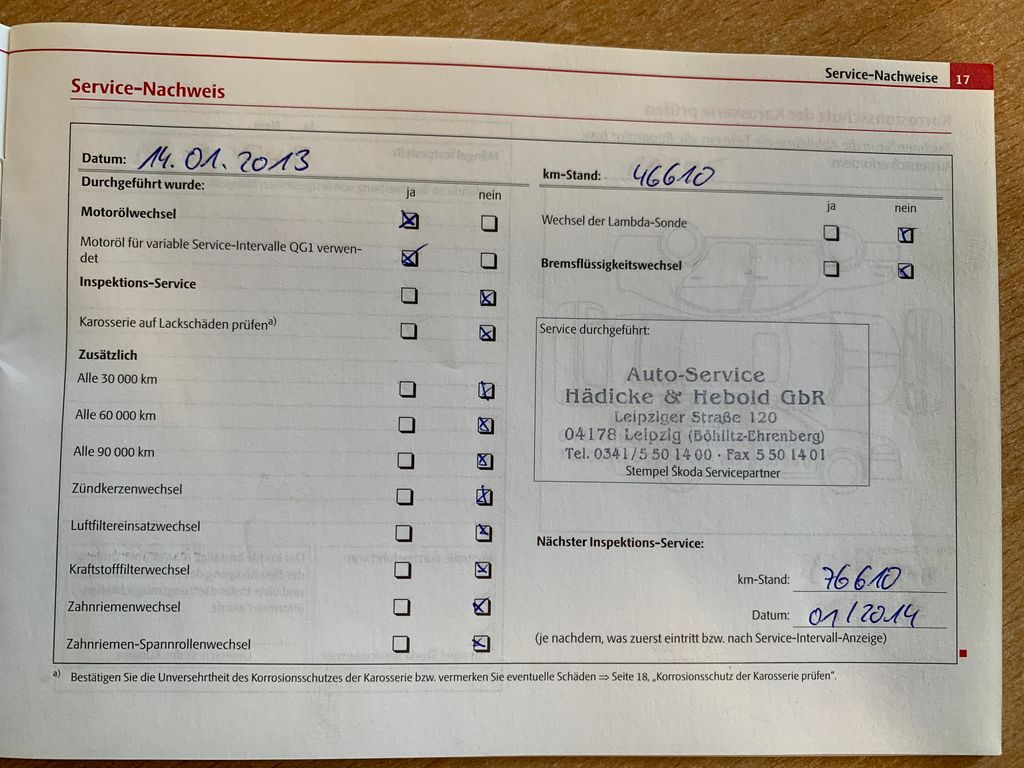 Service-Nachweise 17
Service-Nachweis
Datum: 14.01.2013
Durchgeführt wurde:
ja nein
Motorölwechsel
Motoröl für variable Service-Intervalle QG1 verwen-
det
Inspektions-Service
Karosserie auf Lackschäden prüfena)
Zusätzlich
Alle 30 000 km
Alle 60 000 km
Alle 90 000 km
Zündkerzenwechsel
Luftfiltereinsatzwechsel
Kraftstofffilterwechsel
Zahnriemenwechsel
Zahnriemen-Spannrollenwechsel
km-Stand: 46610
ja nein
Wechsel der Lambda-Sonde
Bremsflüssigkeitswechsel
Service durchgeführt:
Auto-Service
Hädicke & Hebold GbR
Leipziger Straße 120
04178 Leipzig (Böhlitz-Ehrenberg)
Tel. 0341/5 50 14 00 · Fax 5 50 14 01
Stempel Škoda Servicepartner
Nächster Inspektions-Service:
km-Stand: 76610
Datum: 01/2014
(je nachdem, was zuerst eintritt bzw. nach Service-Intervall-Anzeige)
a) Bestätigen Sie die Unversehrtheit des Korrosionsschutzes der Karosserie bzw. vermerken Sie eventuelle Schäden ⇒ Seite 18, „Korrosionsschutz der Karosserie prüfen“.